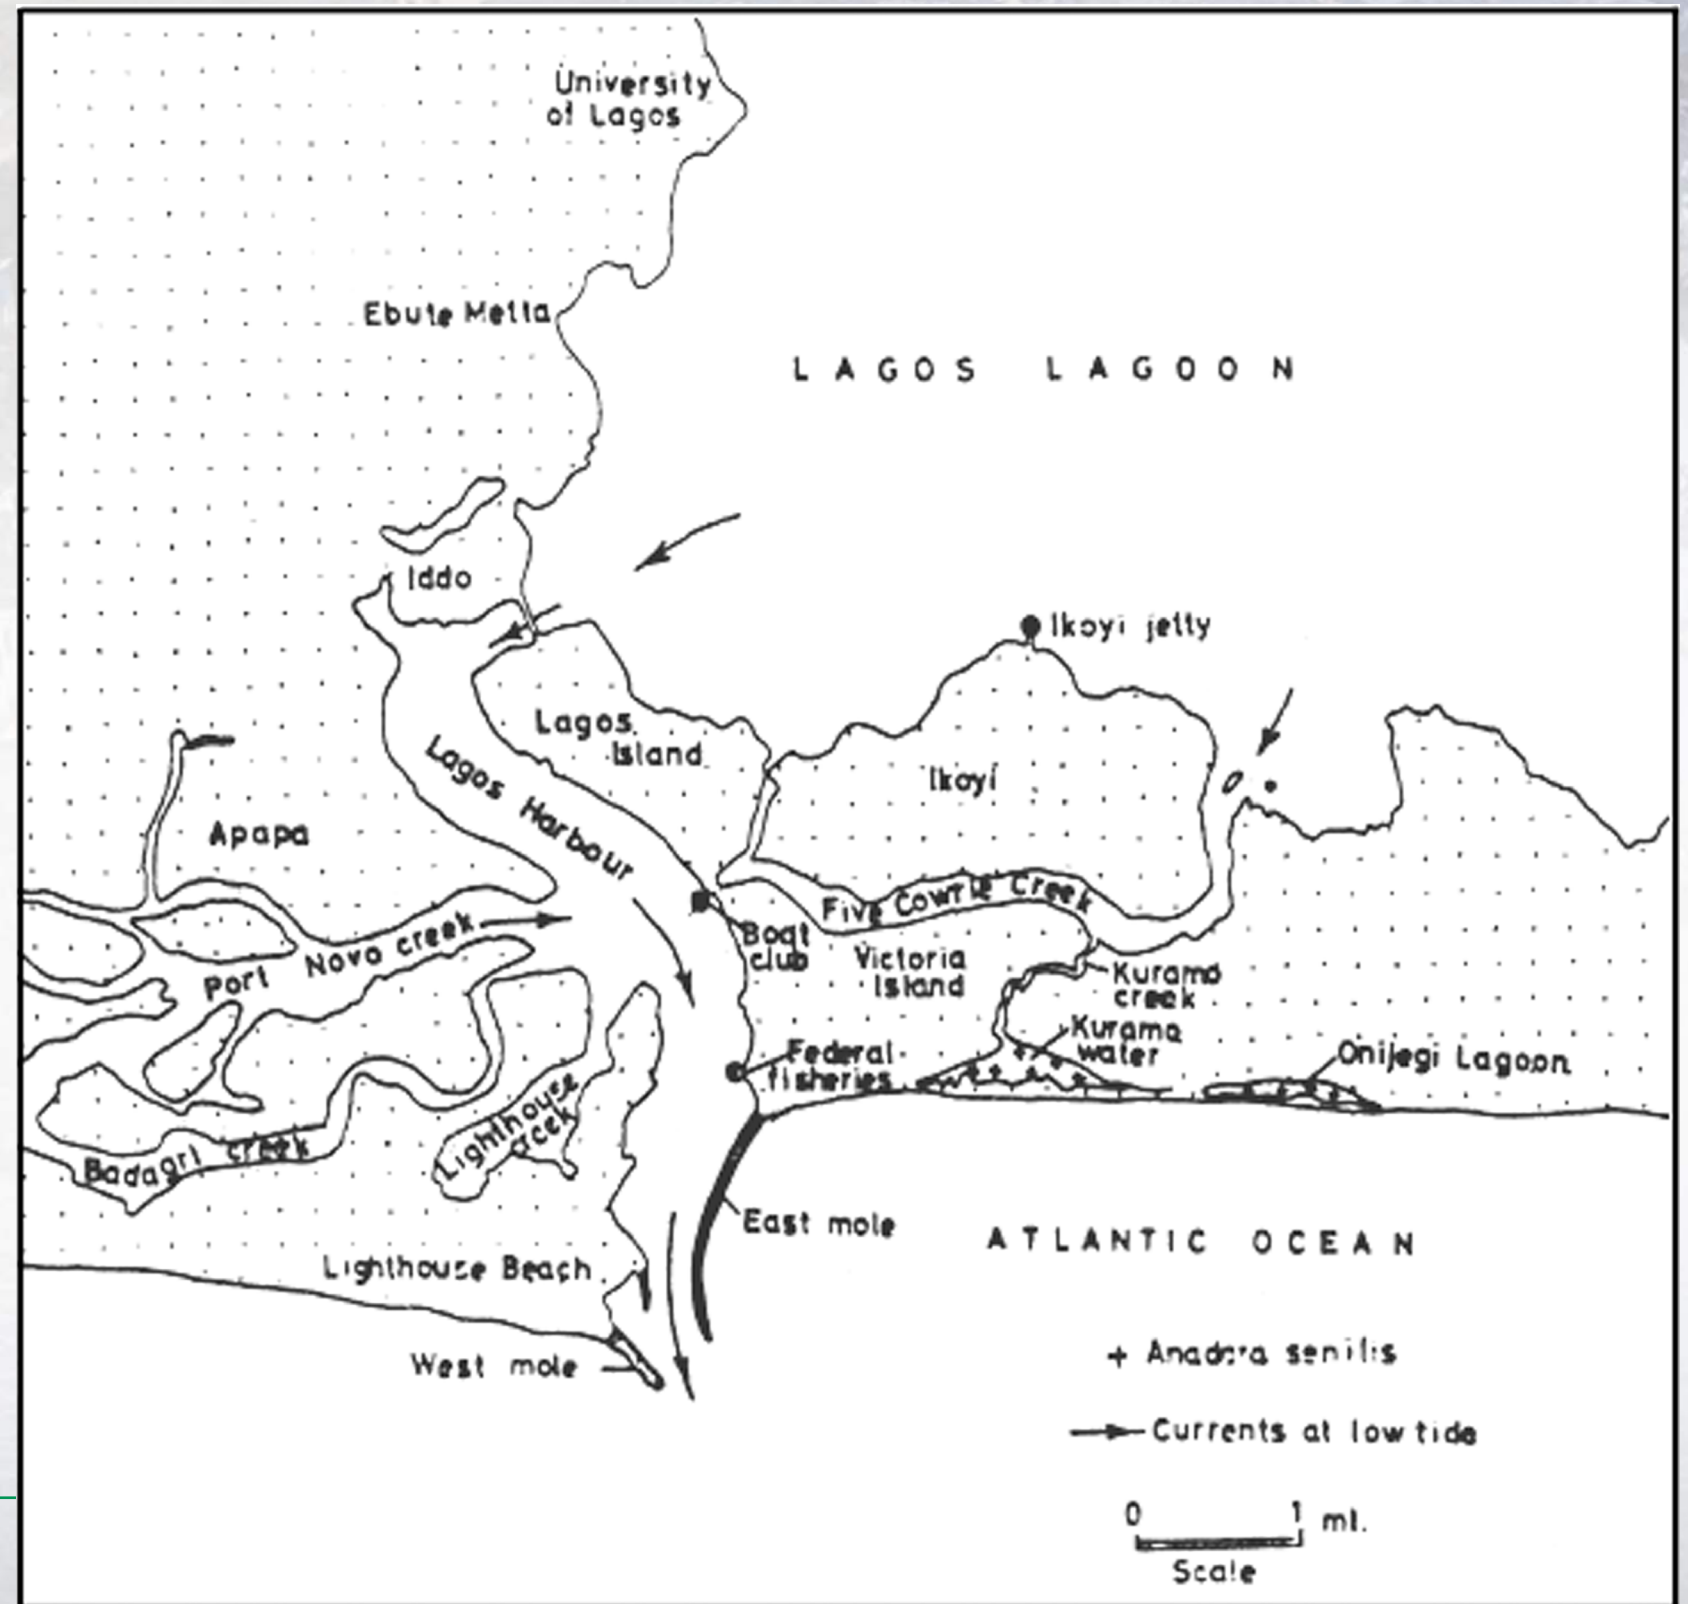 University
of Lagos
Ebute Metta
LAGOS LAGOON
Iddo
Ikoyi jetty
Lagos
Island
Ikoyi
Lagos Harbour
Apapa
Five Cowrie Creek
Boat
club
Victoria
Island
Port Novo creek
Kuramo
creek
Kurama
water
Federal
fisheries
Onijegi Lagoon
Lighthouse
creek
Badagri creek
East mole
ATLANTIC OCEAN
Lighthouse Beach
West mole
+ Anadara senilis
Currents at low tide
0 1 ml.
Scale